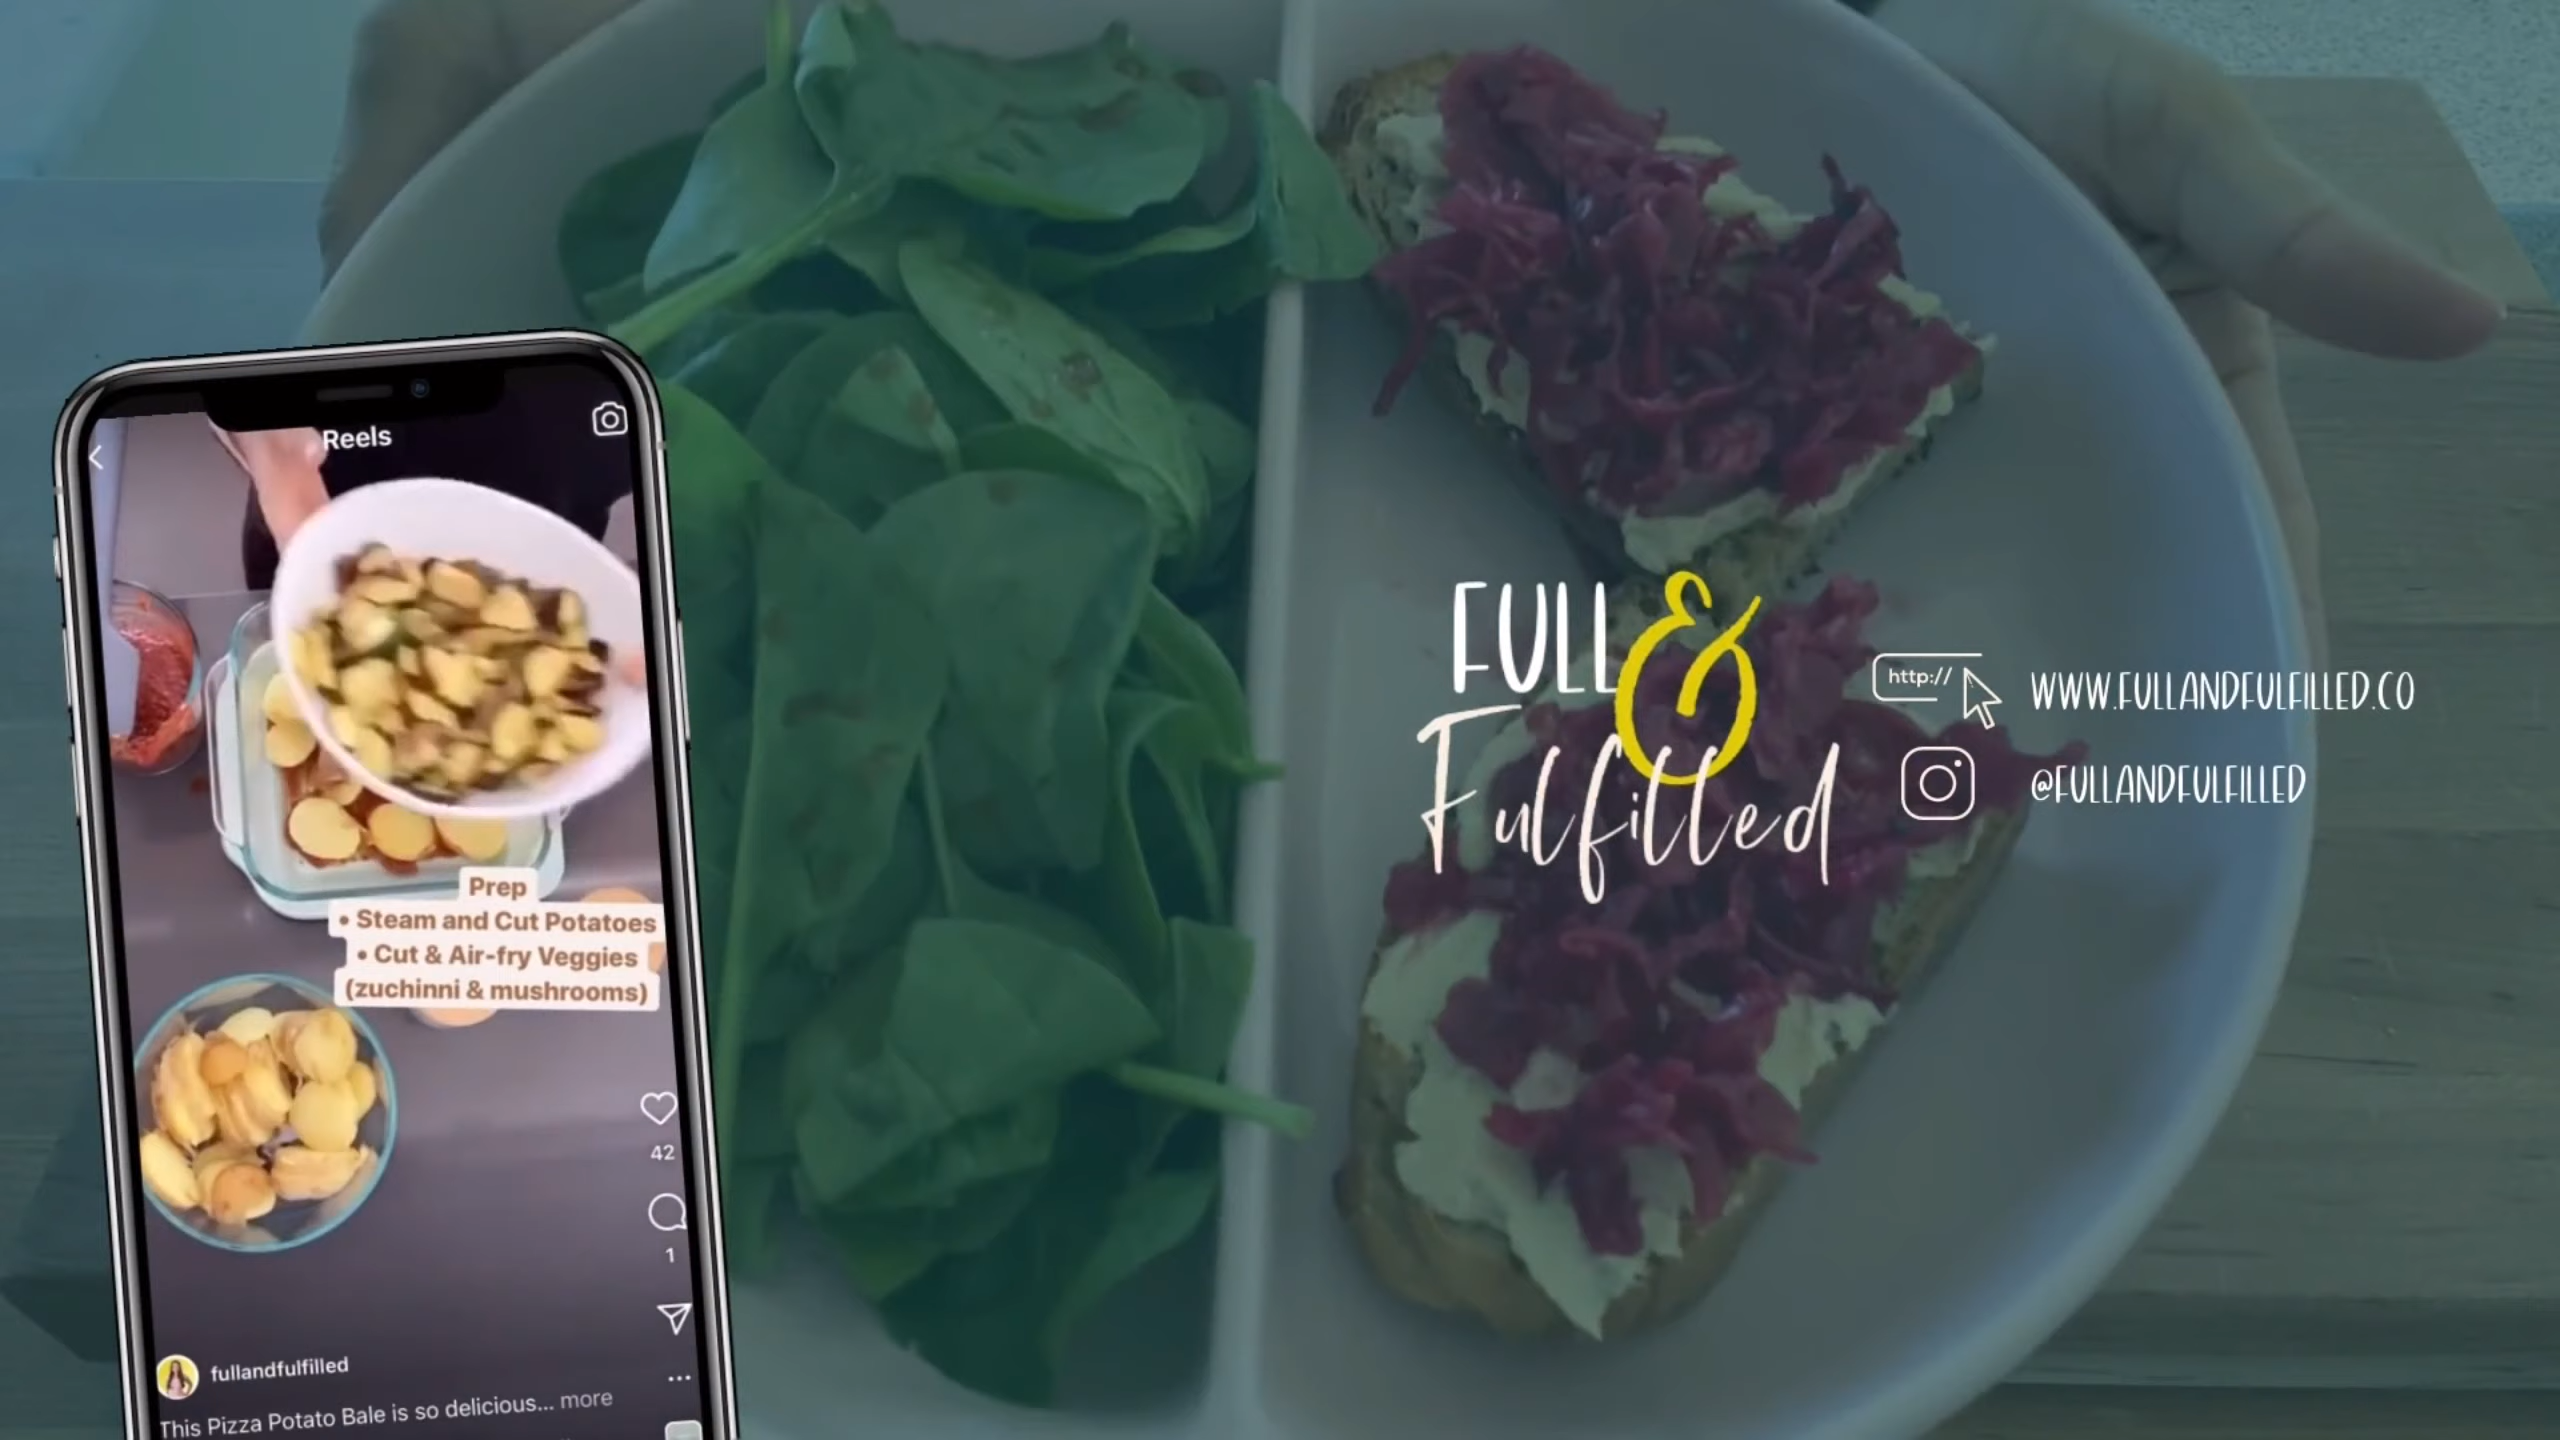 Reels
Prep
• Steam and Cut Potatoes
• Cut & Air-fry Veggies
(zuchinni & mushrooms)
42
1
fullandfulfilled
This Pizza Potato Bale is so delicious... more
FULL &
Fulfilled
http://
WWW.FULLANDFULFILLED.CO
@FULLANDFULFILLED